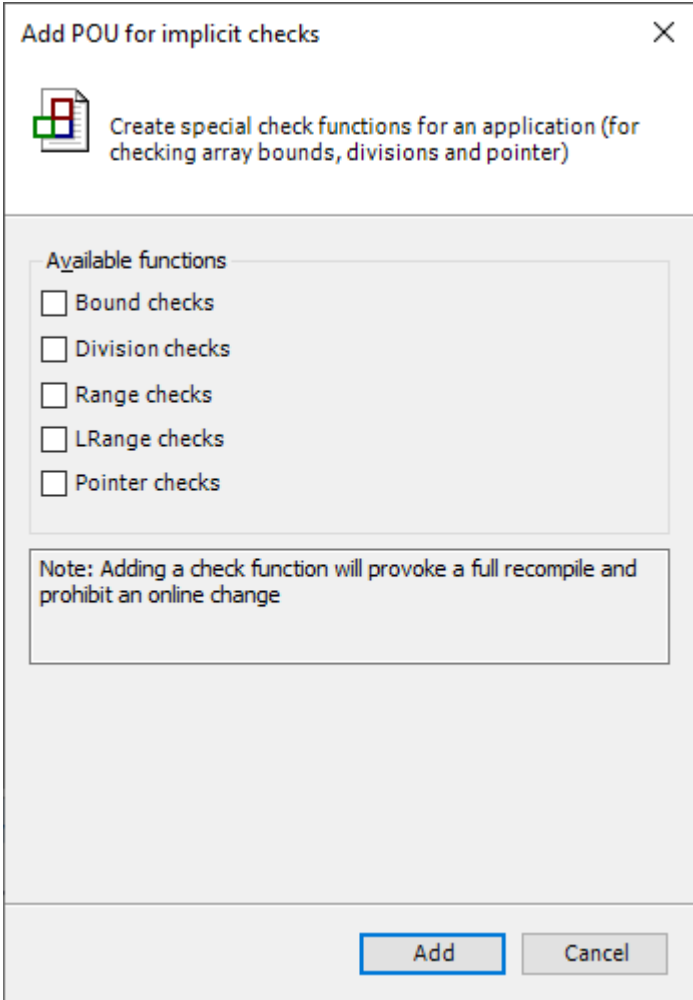 Add POU for implicit checks
Create special check functions for an application (for
checking array bounds, divisions and pointer)
Available functions
Bound checks
Division checks
Range checks
LRange checks
Pointer checks
Note: Adding a check function will provoke a full recompile and
prohibit an online change
Add
Cancel